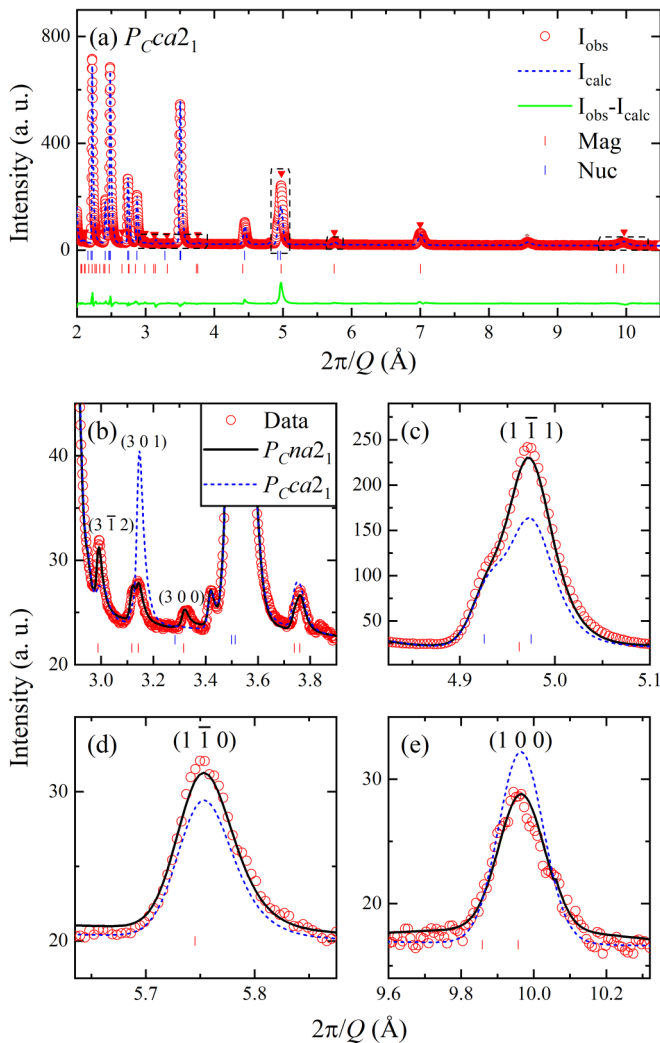 (a) P_Cca2₁
I_obs
I_calc
I_obs-I_calc
Mag
Nuc
Intensity (a. u.)
800
400
0
2 3 4 5 6 7 8 9 10
2π/Q (Å)
(b)
(3 0 1)
(3 1̅ 2)
(3 0 0)
Data
P_Cna2₁
P_Cca2₁
40
30
20
3.0 3.2 3.4 3.6 3.8
(c)
(1 1̅ 1)
250
200
150
100
50
4.9 5.0 5.1
Intensity (a. u.)
(d)
(1 1̅ 0)
30
20
5.7 5.8
(e)
(1 0 0)
30
20
9.6 9.8 10.0 10.2
2π/Q (Å)